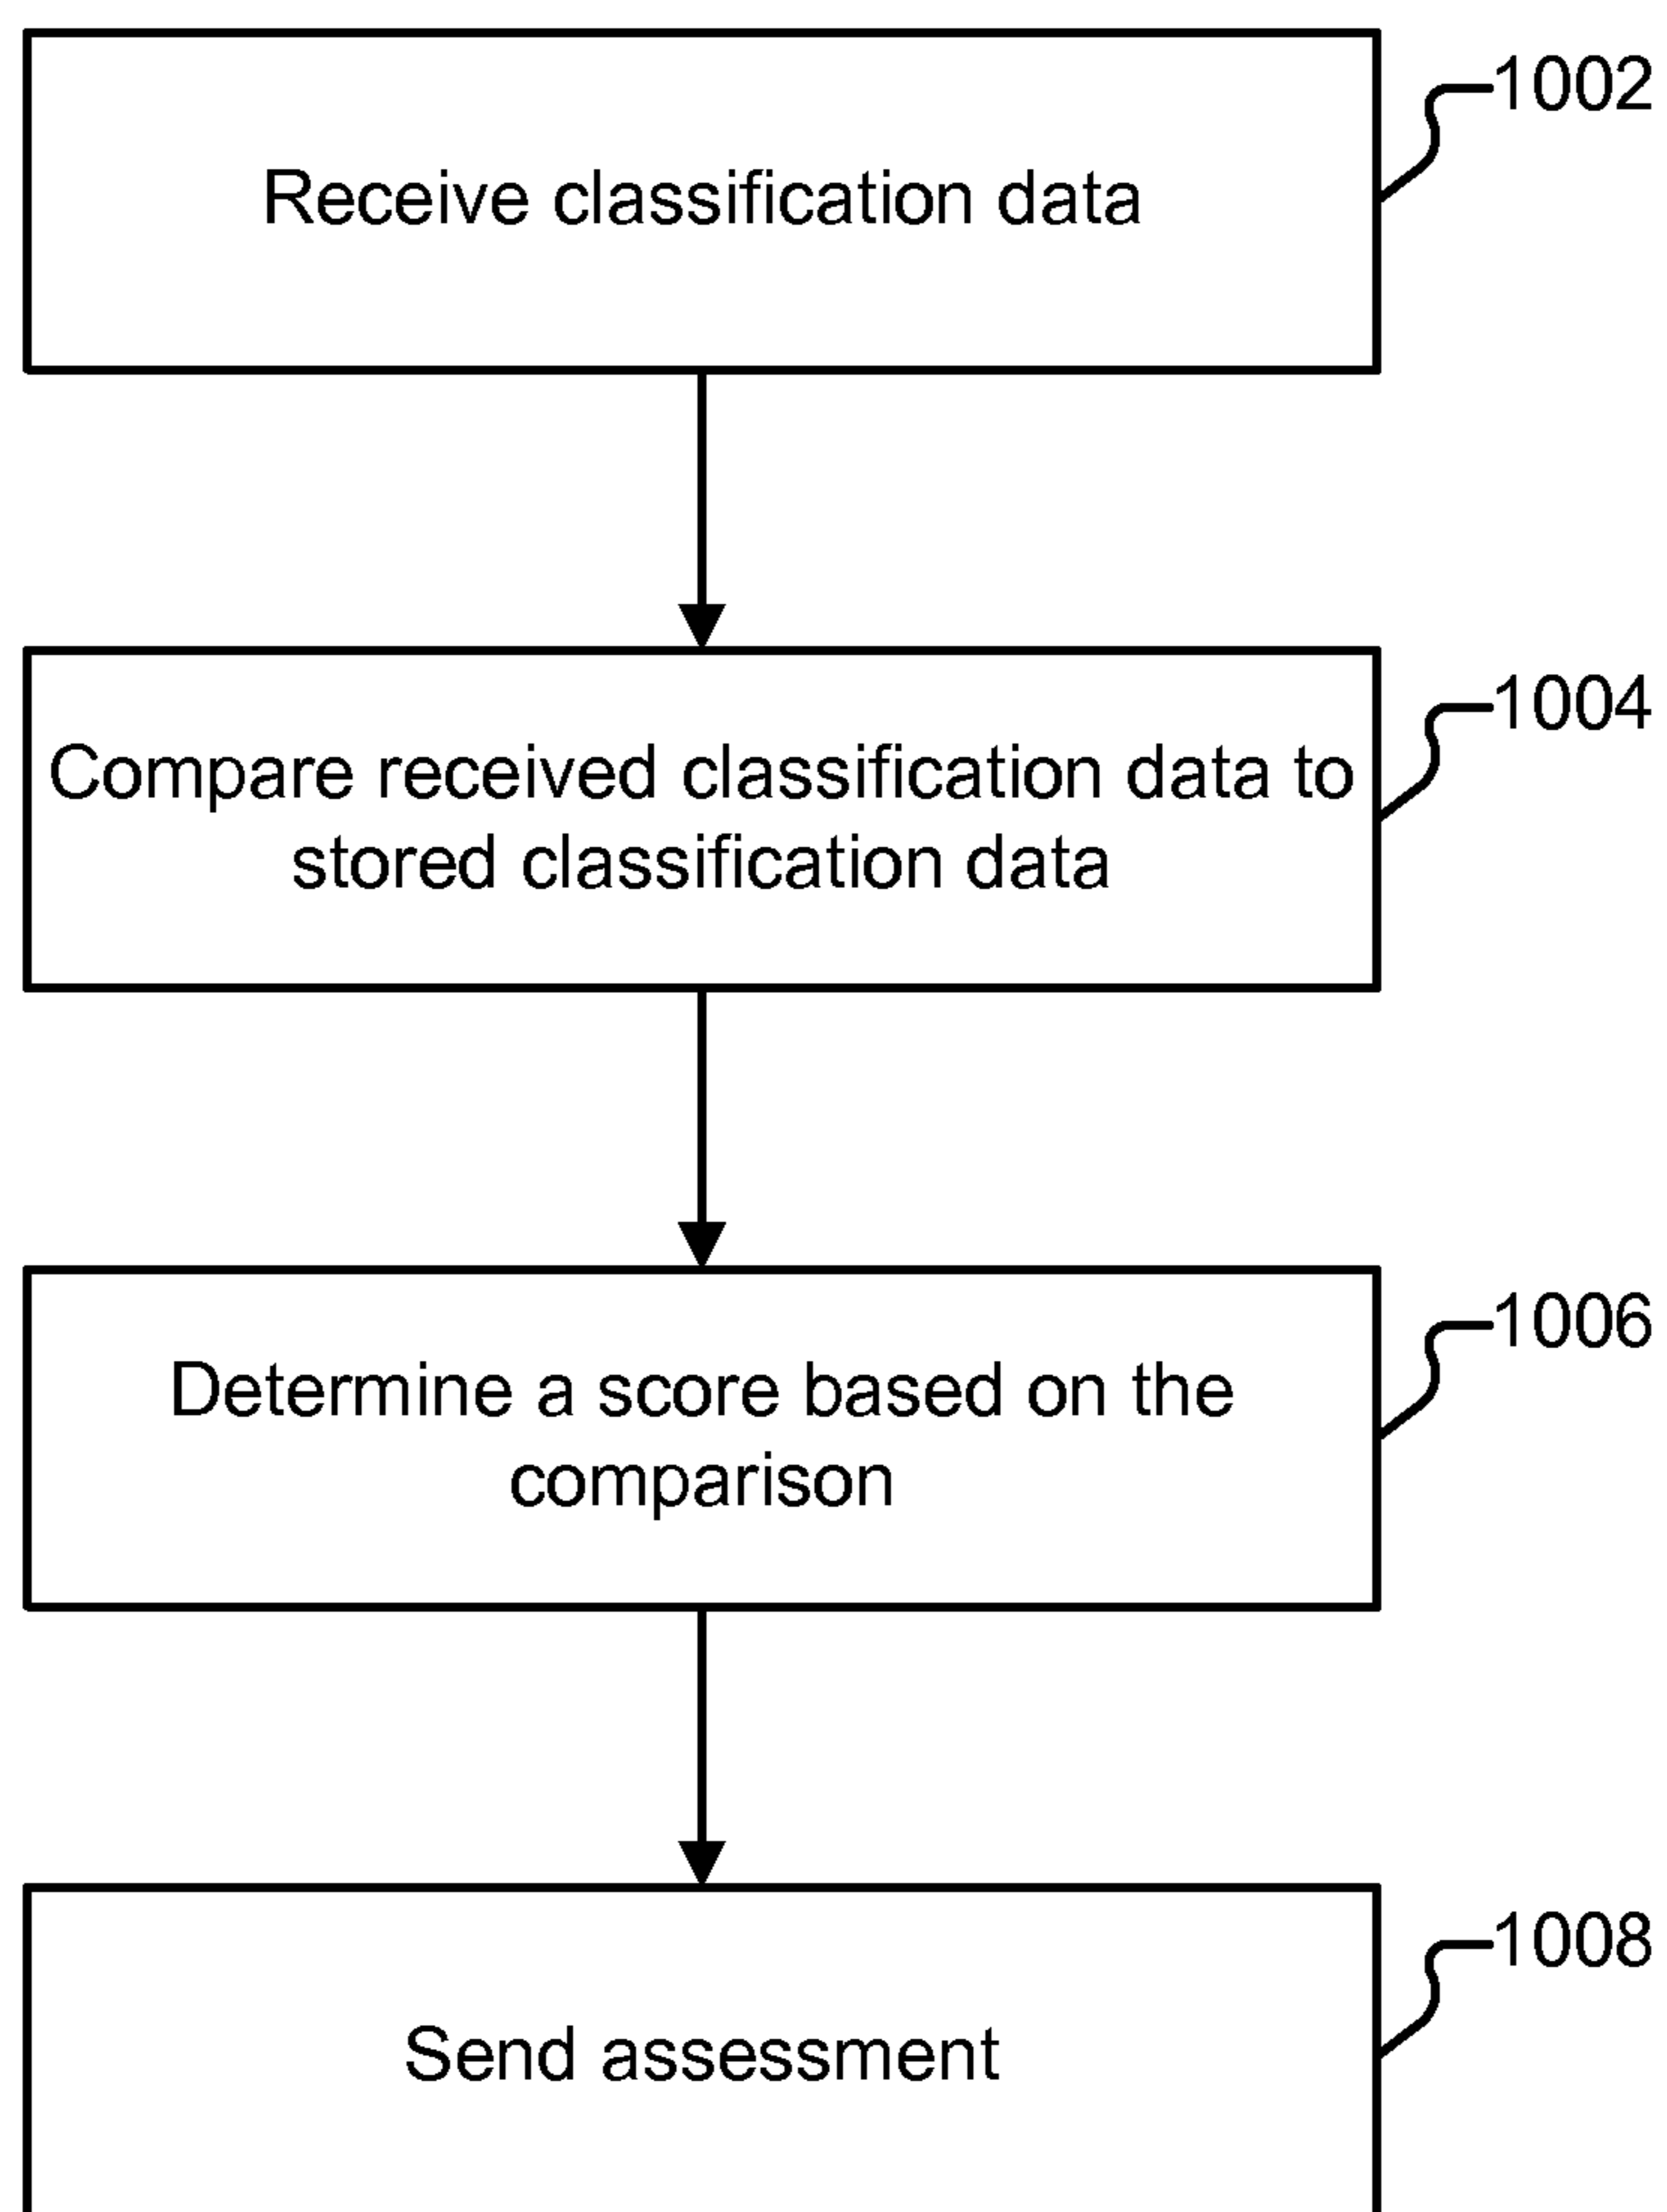 1002
Receive classification data
1004
Compare received classification data to
stored classification data
1006
Determine a score based on the
comparison
1008
Send assessment